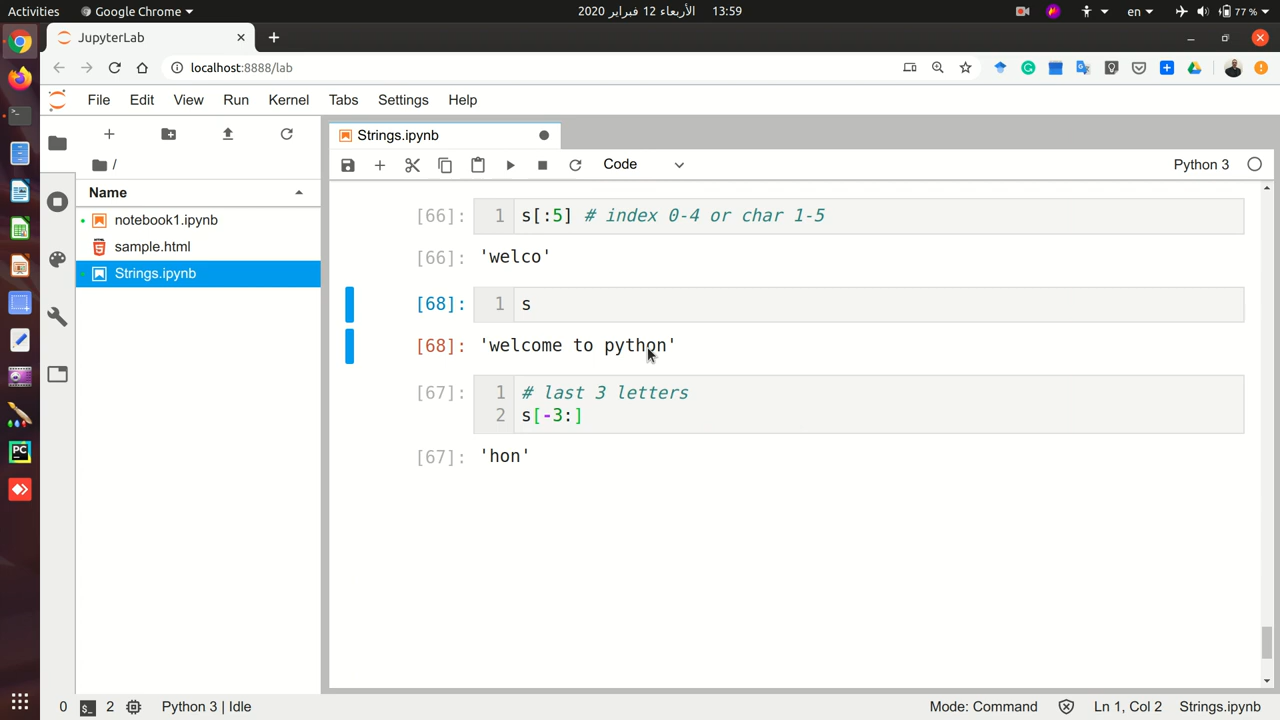 Activities
Google Chrome
الأربعاء 12 فبراير 2020
13:59
en
77 %
JupyterLab
localhost:8888/lab
File Edit View Run Kernel Tabs Settings Help
Strings.ipynb
/
Code
Python 3
Name
notebook1.ipynb
sample.html
Strings.ipynb
[66]: 1 s[:5] # index 0-4 or char 1-5
[66]: 'welco'
[68]: 1 s
[68]: 'welcome to python'
[67]: 1 # last 3 letters
2 s[-3:]
[67]: 'hon'
PC
0 $_ 2 Python 3 | Idle
Mode: Command Ln 1, Col 2 Strings.ipynb